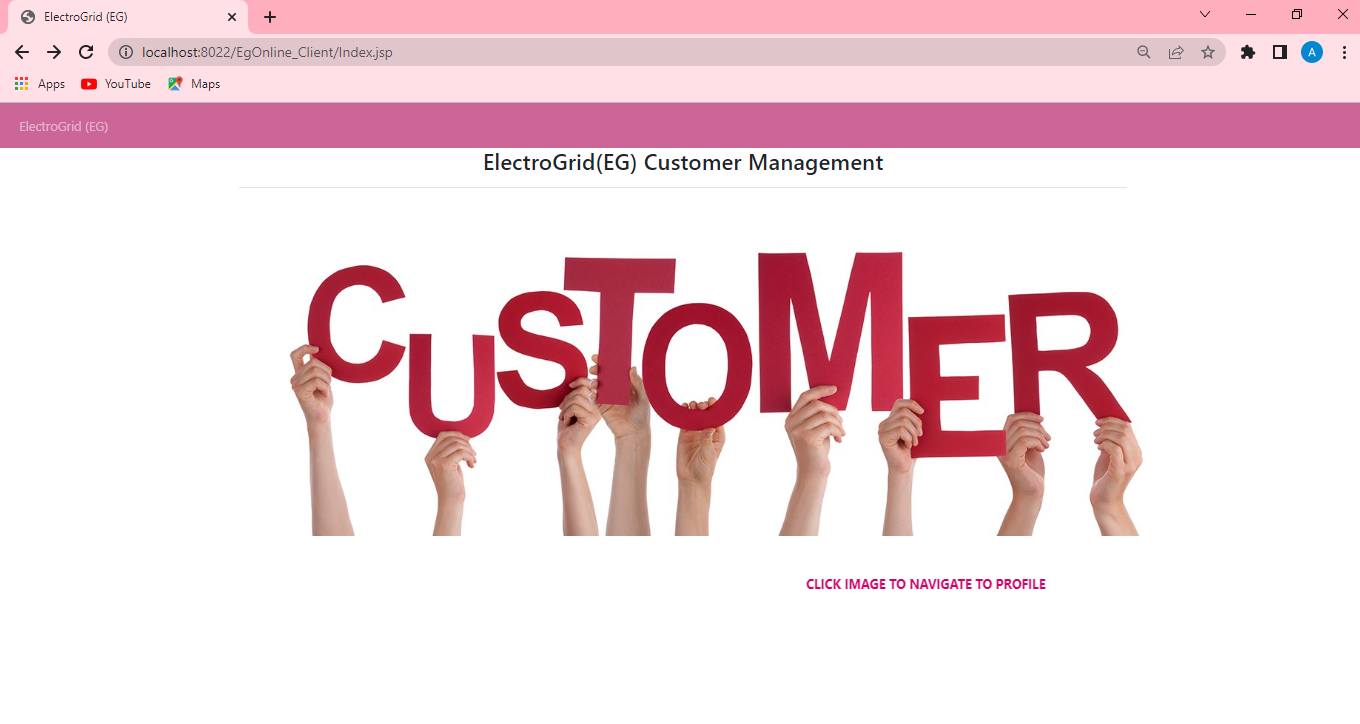 ElectroGrid (EG)
localhost:8022/EgOnline_Client/Index.jsp
A
Apps YouTube Maps
ElectroGrid (EG)
ElectroGrid(EG) Customer Management
CUSTOMER
CLICK IMAGE TO NAVIGATE TO PROFILE